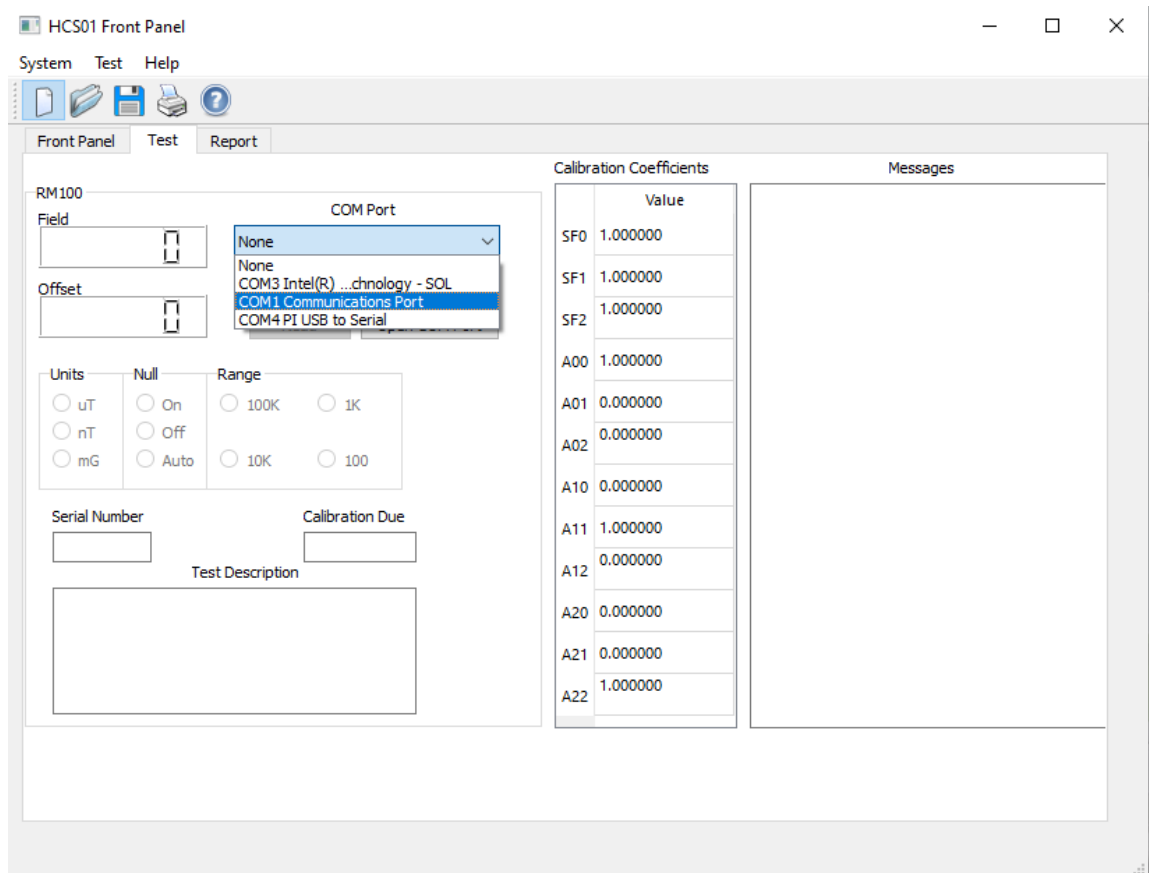 HCS01 Front Panel
System Test Help
Front Panel Test Report
RM100
Field
0
COM Port
None
None
COM3 Intel(R) ...chnology - SOL
COM1 Communications Port
COM4 PI USB to Serial
Offset
0
Units
uT
nT
mG
Null
On
Off
Auto
Range
100K 1K
10K 100
Serial Number
Calibration Due
Test Description
Calibration Coefficients
Value
SF0 1.000000
SF1 1.000000
SF2 1.000000
A00 1.000000
A01 0.000000
A02 0.000000
A10 0.000000
A11 1.000000
A12 0.000000
A20 0.000000
A21 0.000000
A22 1.000000
Messages